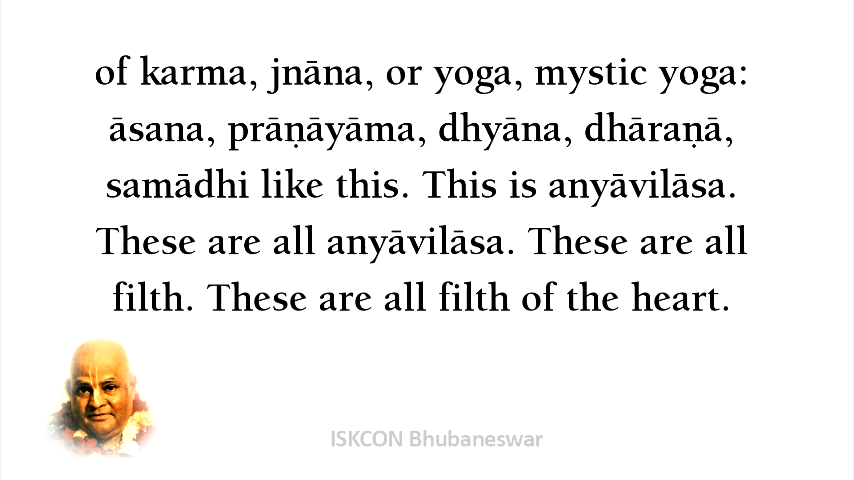 of karma, jnāna, or yoga, mystic yoga:
āsana, prāṇāyāma, dhyāna, dhāraṇā,
samādhi like this. This is anyāvilāsa.
These are all anyāvilāsa. These are all
filth. These are all filth of the heart.
ISKCON Bhubaneswar